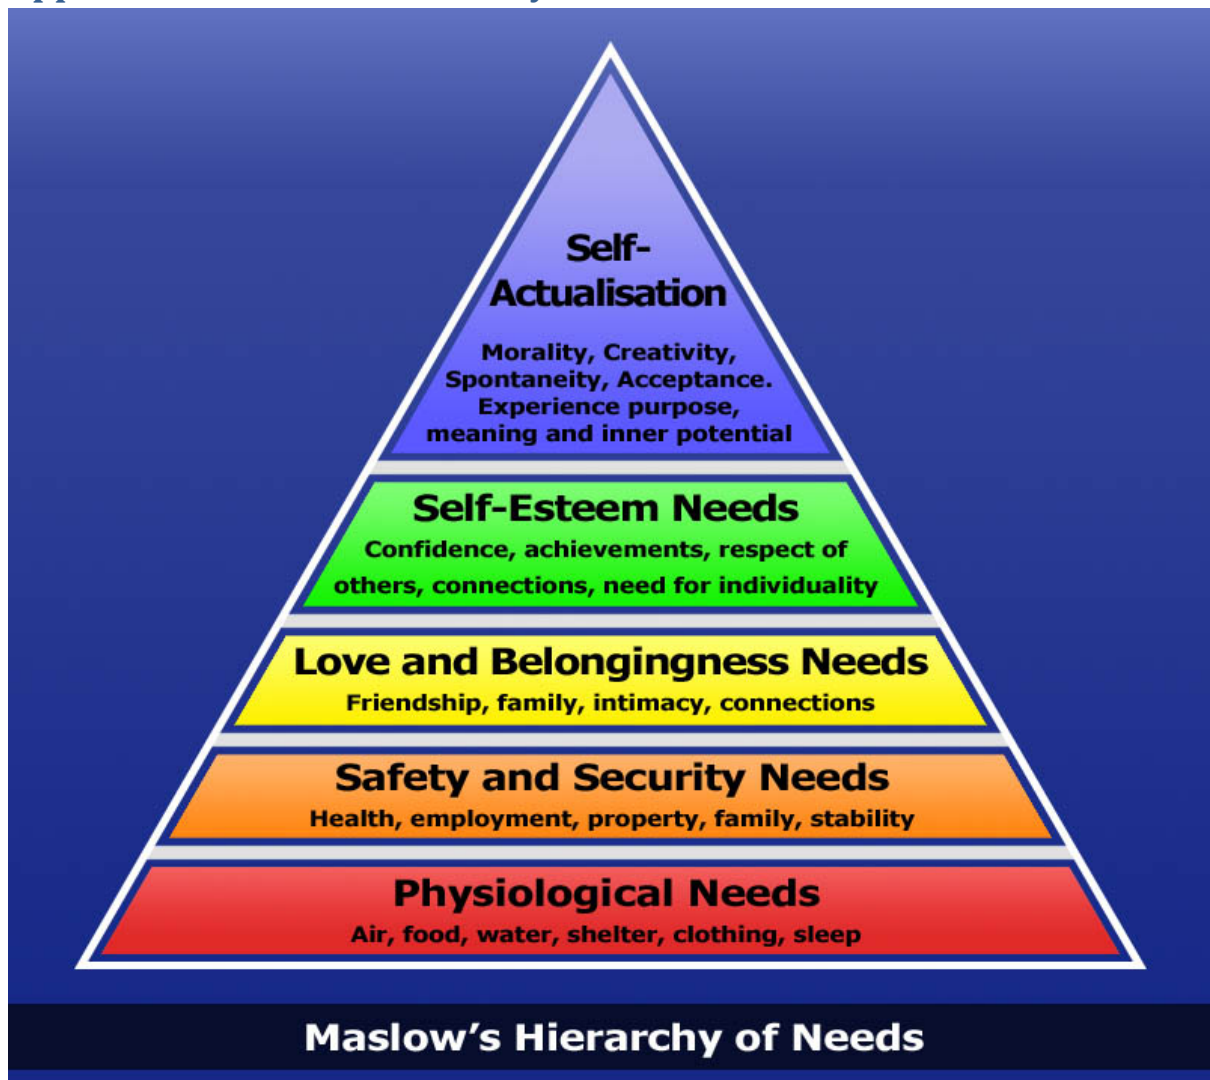 Self-
Actualisation
Morality, Creativity,
Spontaneity, Acceptance.
Experience purpose,
meaning and inner potential
Self-Esteem Needs
Confidence, achievements, respect of
others, connections, need for individuality
Love and Belongingness Needs
Friendship, family, intimacy, connections
Safety and Security Needs
Health, employment, property, family, stability
Physiological Needs
Air, food, water, shelter, clothing, sleep
Maslow's Hierarchy of Needs